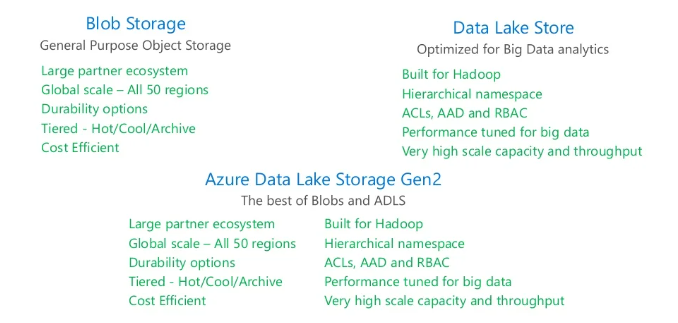 Blob Storage
General Purpose Object Storage
Large partner ecosystem
Global scale – All 50 regions
Durability options
Tiered - Hot/Cool/Archive
Cost Efficient
Data Lake Store
Optimized for Big Data analytics
Built for Hadoop
Hierarchical namespace
ACLs, AAD and RBAC
Performance tuned for big data
Very high scale capacity and throughput
Azure Data Lake Storage Gen2
The best of Blobs and ADLS
Large partner ecosystem
Global scale – All 50 regions
Durability options
Tiered - Hot/Cool/Archive
Cost Efficient
Built for Hadoop
Hierarchical namespace
ACLs, AAD and RBAC
Performance tuned for big data
Very high scale capacity and throughput